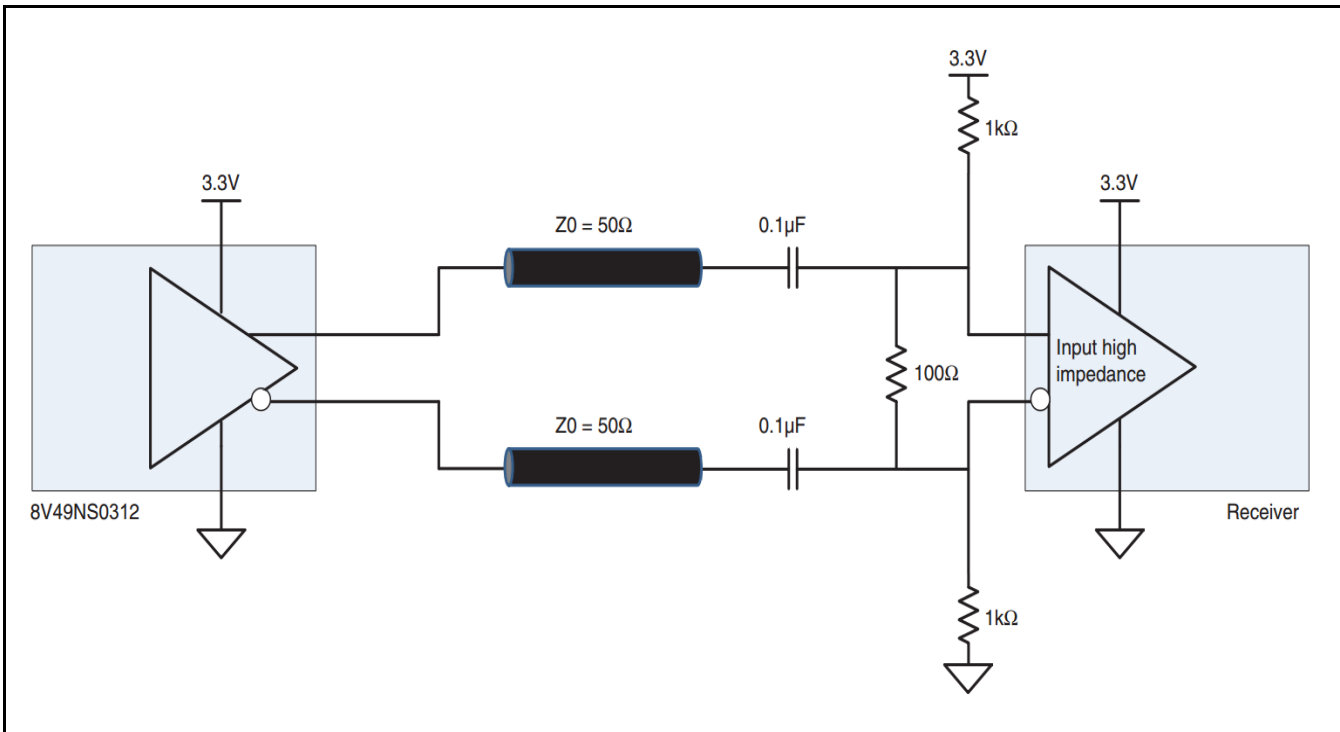 3.3V
1kΩ
3.3V
3.3V
Z0 = 50Ω
0.1µF
100Ω
Input high
impedance
Z0 = 50Ω
0.1µF
8V49NS0312
Receiver
1kΩ